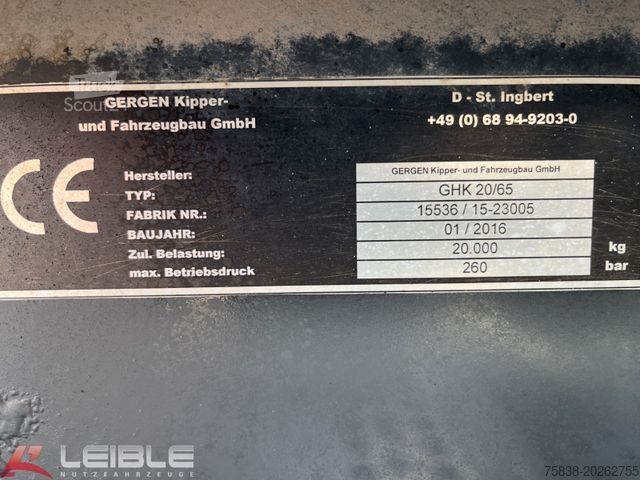 Truck
Scout24
GERGEN Kipper-
und Fahrzeugbau GmbH
D - St. Ingbert
+49 (0) 68 94-9203-0
CE
Hersteller: GERGEN Kipper- und Fahrzeugbau GmbH
TYP: GHK 20/65
FABRIK NR.: 15536 / 15-23005
BAUJAHR: 01 / 2016
Zul. Belastung: 20.000 kg
max. Betriebsdruck 260 bar
LEIBLE
NUTZFAHRZEUGE
75838-20262755